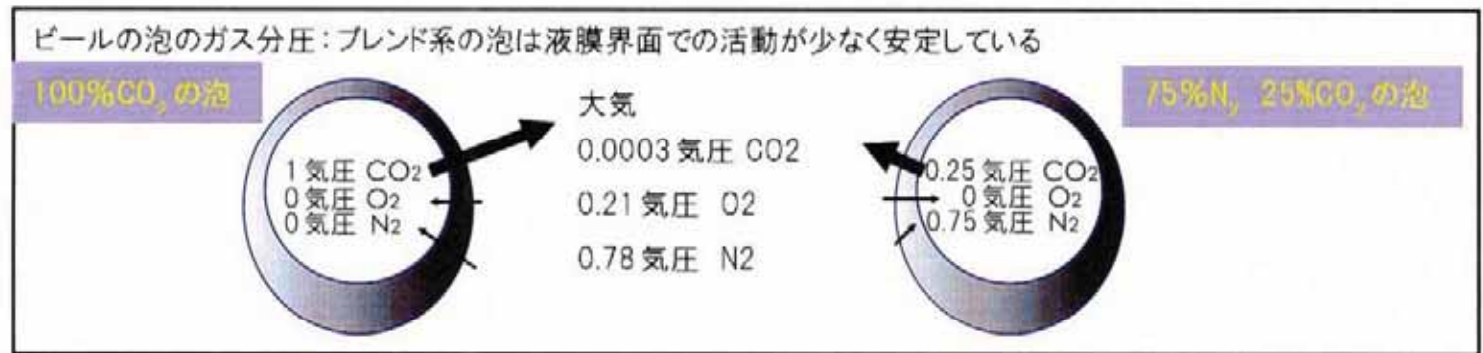 ビールの泡のガス分圧：ブレンド系の泡は液膜界面での活動が少なく安定している
100%CO₂の泡
1気圧 CO₂
0気圧 O₂
0気圧 N₂
大気
0.0003気圧 CO2
0.21気圧 O2
0.78気圧 N2
75%N₂ 25%CO₂の泡
0.25気圧 CO₂
0気圧 O₂
0.75気圧 N₂